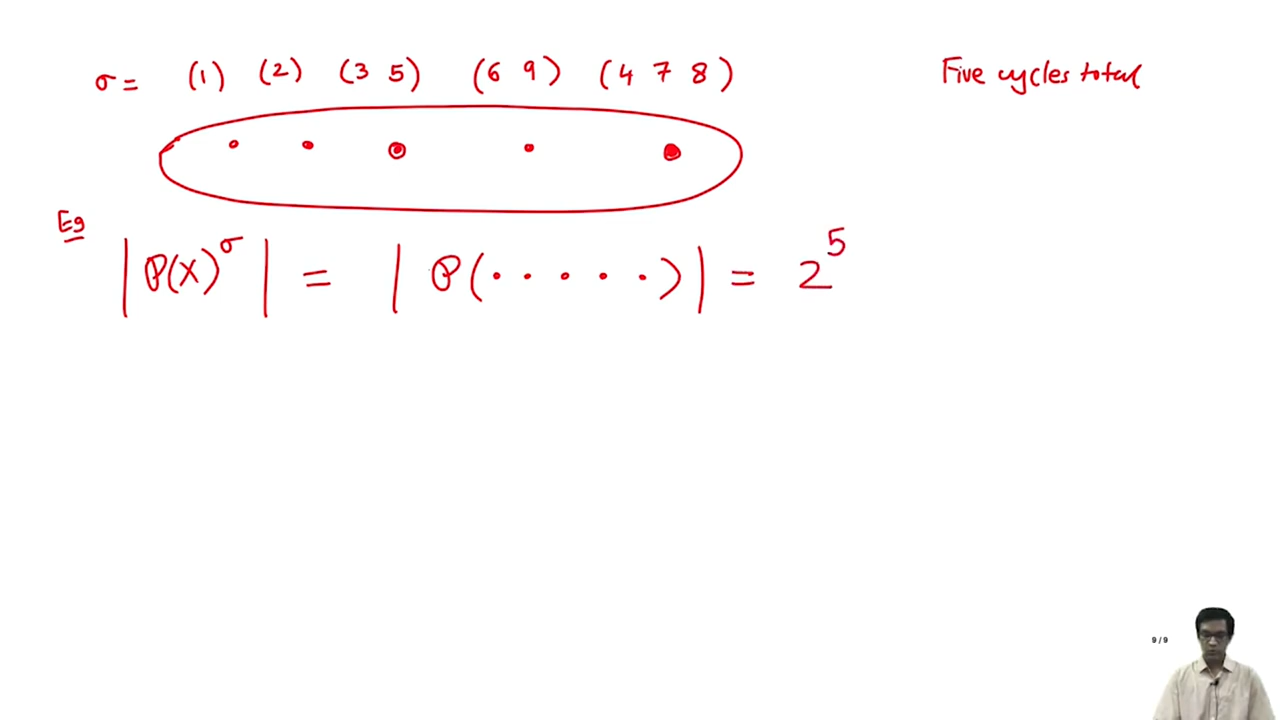 σ = (1) (2) (3 5) (6 9) (4 7 8) Five cycles total
Eg
|P(X)^σ| = |P(· · · · ·)| = 2^5
9 / 9